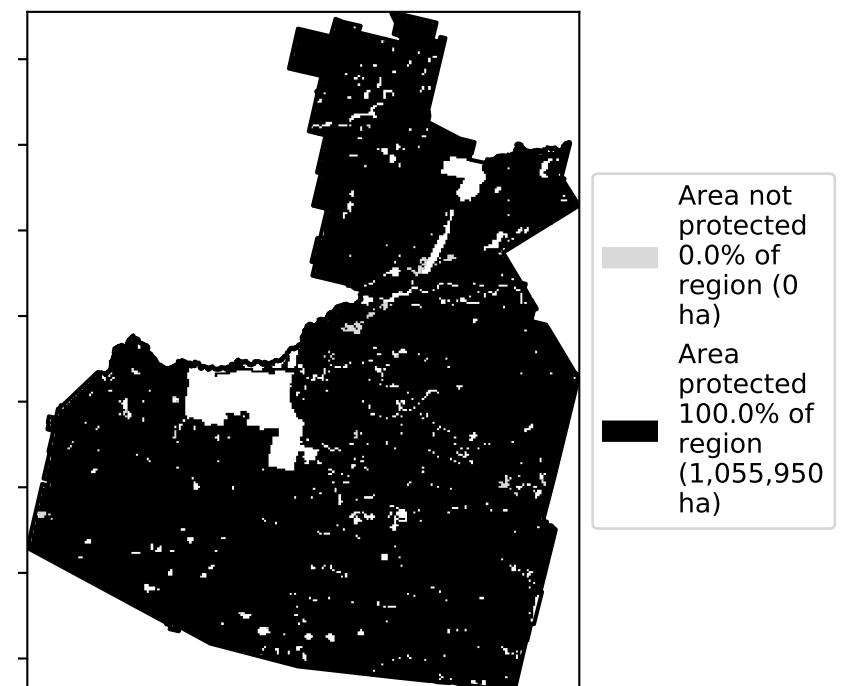 Area not
protected
0.0% of
region (0
ha)
Area
protected
100.0% of
region
(1,055,950
ha)